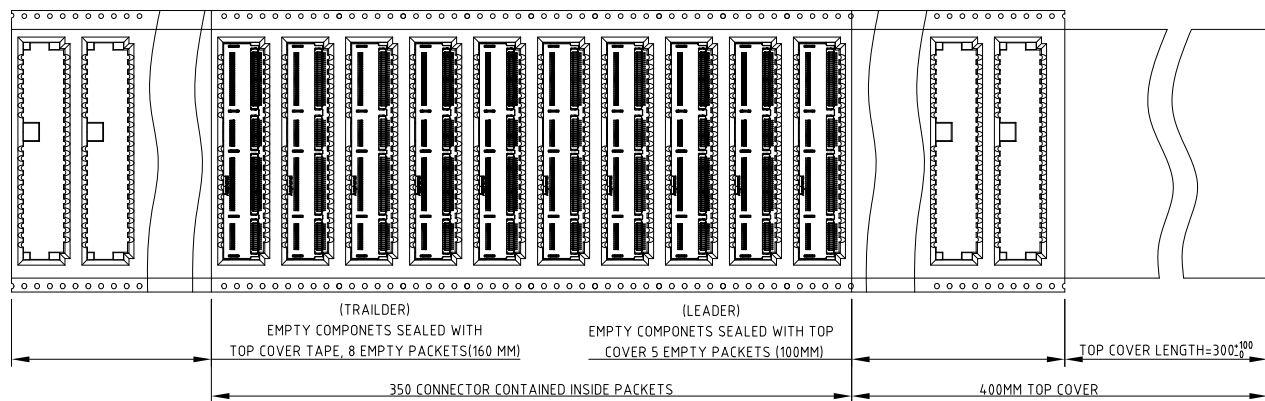 (TRAILDER)
EMPTY COMPONETS SEALED WITH
TOP COVER TAPE, 8 EMPTY PACKETS(160 MM)
(LEADER)
EMPTY COMPONETS SEALED WITH TOP
COVER 5 EMPTY PACKETS (100MM)
TOP COVER LENGTH=300+100-0
350 CONNECTOR CONTAINED INSIDE PACKETS
400MM TOP COVER